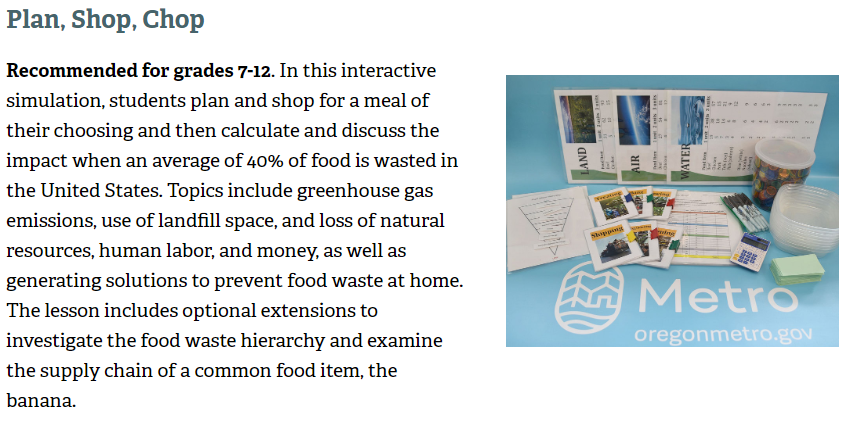 Plan, Shop, Chop
Recommended for grades 7-12. In this interactive
simulation, students plan and shop for a meal of
their choosing and then calculate and discuss the
impact when an average of 40% of food is wasted in
the United States. Topics include greenhouse gas
emissions, use of landfill space, and loss of natural
resources, human labor, and money, as well as
generating solutions to prevent food waste at home.
The lesson includes optional extensions to
investigate the food waste hierarchy and examine
the supply chain of a common food item, the
banana.
LAND
AIR
WATER
Shipping
Metro
oregonmetro.gov